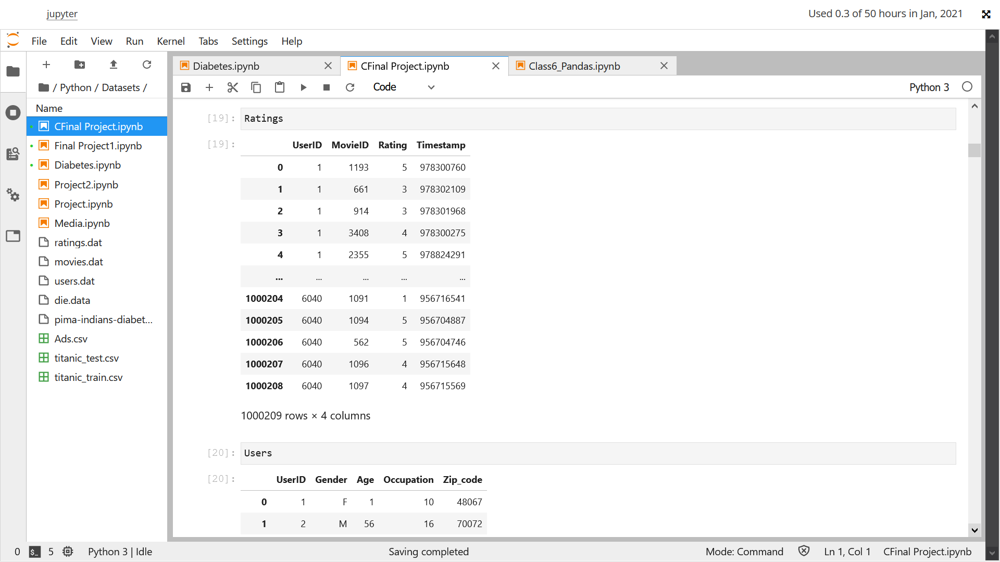 jupyter
Used 0.3 of 50 hours in Jan, 2021
File Edit View Run Kernel Tabs Settings Help
Diabetes.ipynb
CFinal Project.ipynb
Class6_Pandas.ipynb
/ Python / Datasets /
Code
Python 3
Name
CFinal Project.ipynb
Final Project1.ipynb
Diabetes.ipynb
Project2.ipynb
Project.ipynb
Media.ipynb
ratings.dat
movies.dat
users.dat
die.data
pima-indians-diabet...
Ads.csv
titanic_test.csv
titanic_train.csv
[19]: Ratings
[19]: UserID MovieID Rating Timestamp
0 1 1193 5 978300760
1 1 661 3 978302109
2 1 914 3 978301968
3 1 3408 4 978300275
4 1 2355 5 978824291
... ... ... ... ...
1000204 6040 1091 1 956716541
1000205 6040 1094 5 956704887
1000206 6040 562 5 956704746
1000207 6040 1096 4 956715648
1000208 6040 1097 4 956715569
1000209 rows × 4 columns
[20]: Users
[20]: UserID Gender Age Occupation Zip_code
0 1 F 1 10 48067
1 2 M 56 16 70072
0 $_ 5 Python 3 | Idle Saving completed Mode: Command Ln 1, Col 1 CFinal Project.ipynb